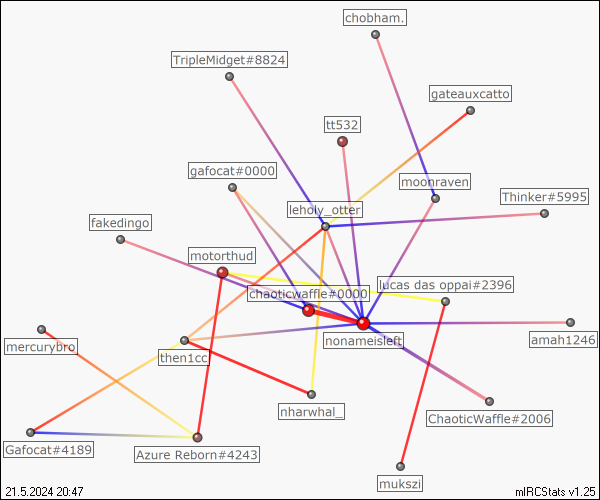 chobham.
TripleMidget#8824
gateauxcatto
tt532
gafocat#0000
moonraven
Thinker#5995
leholy_otter
fakedingo
motorthud
lucas das oppai#2396
chaoticwaffle#0000
nonameisleft
amah1246
mercurybro
then1cc
nharwhal_
ChaoticWaffle#2006
Gafocat#4189
Azure Reborn#4243
mukszi
21.5.2024 20:47
mIRCStats v1.25